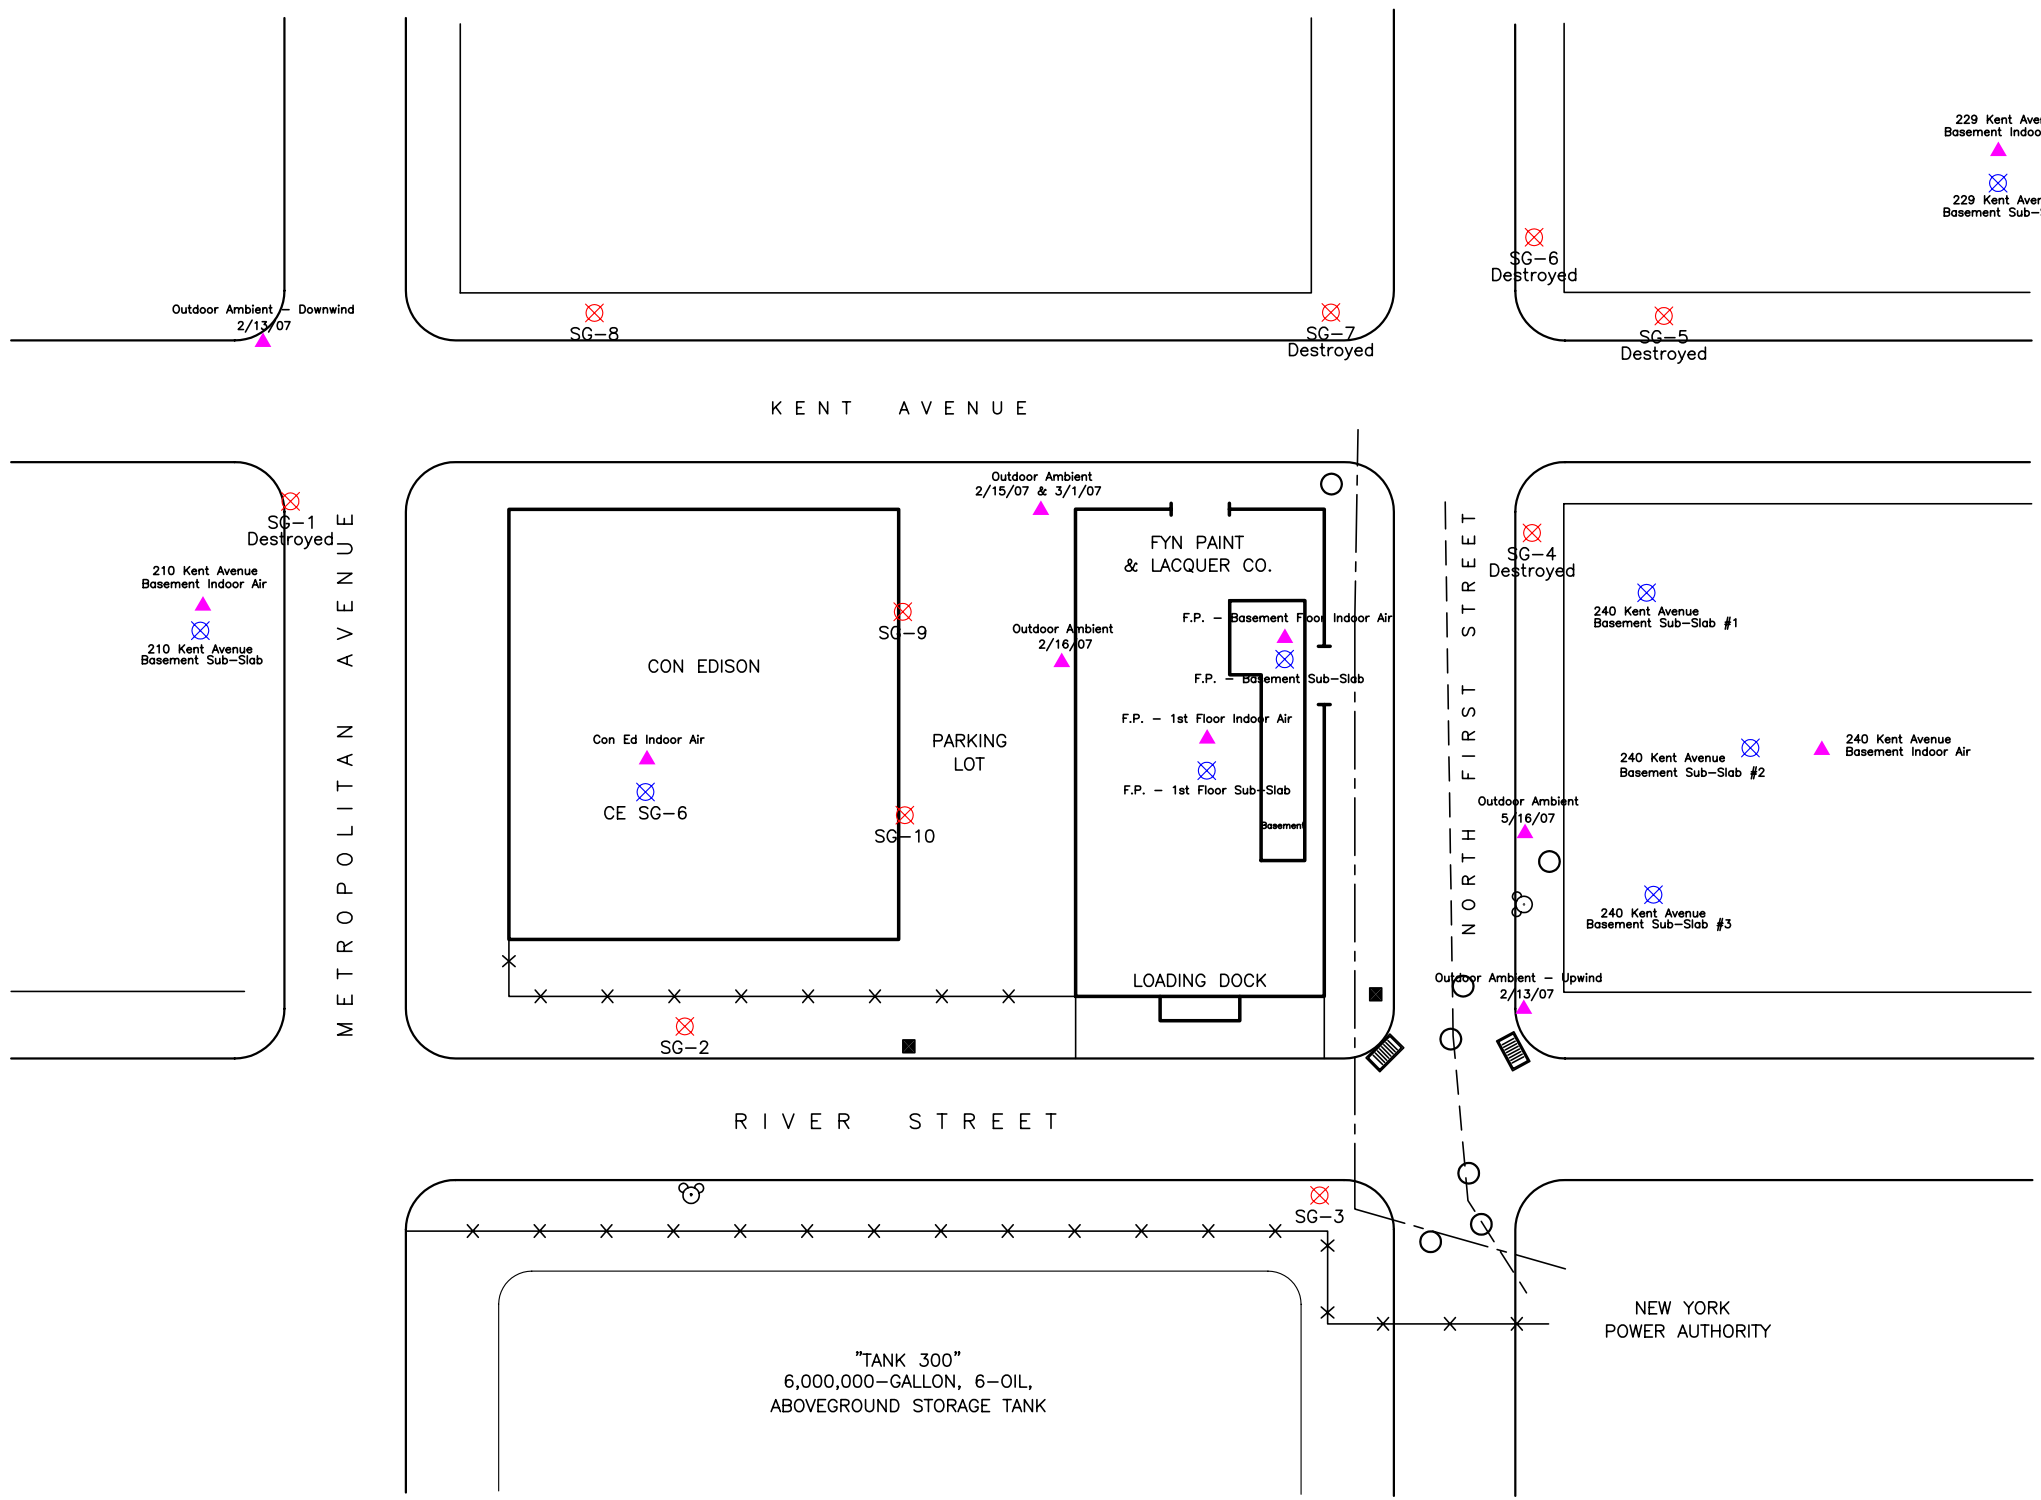 229 Kent Ave
Basement Indoo
229 Kent Aver
Basement Sub-
SG-6
Destroyed
Outdoor Ambient - Downwind
2/13/07
SG-8
SG-7
Destroyed
SG-5
Destroyed
KENT AVENUE
Outdoor Ambient
2/15/07 & 3/1/07
SG-1
Destroyed
METROPOLITAN AVENUE
NORTH FIRST STREET
FYN PAINT
& LACQUER CO.
SG-4
Destroyed
210 Kent Avenue
Basement Indoor Air
210 Kent Avenue
Basement Sub-Slab
SG-9
Outdoor Ambient
2/16/07
F.P. - Basement Floor Indoor Air
F.P. - Basement Sub-Slab
240 Kent Avenue
Basement Sub-Slab #1
CON EDISON
Con Ed Indoor Air
CE SG-6
PARKING
LOT
F.P. - 1st Floor Indoor Air
F.P. - 1st Floor Sub-Slab
Basement
240 Kent Avenue
Basement Sub-Slab #2
240 Kent Avenue
Basement Indoor Air
SG-10
Outdoor Ambient
5/16/07
240 Kent Avenue
Basement Sub-Slab #3
LOADING DOCK
Outdoor Ambient - Upwind
2/13/07
SG-2
RIVER STREET
SG-3
"TANK 300"
6,000,000-GALLON, 6-OIL,
ABOVEGROUND STORAGE TANK
NEW YORK
POWER AUTHORITY